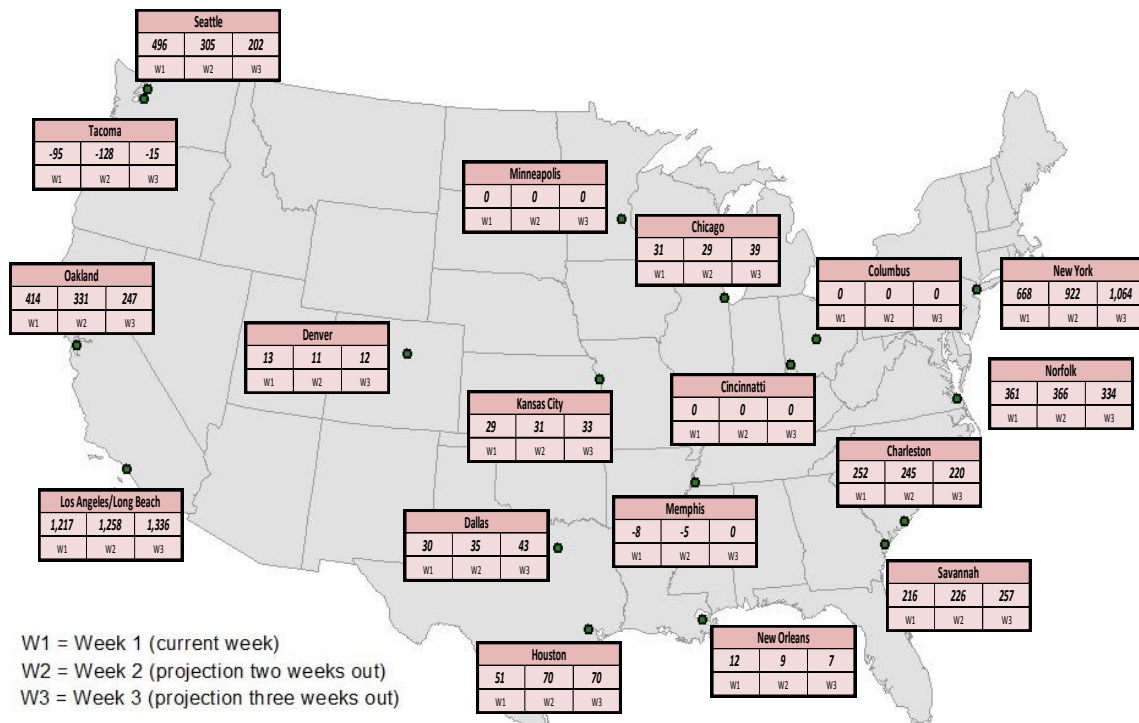 Seattle
496 305 202
W1 W2 W3
Tacoma
-95 -128 -15
W1 W2 W3
Minneapolis
0 0 0
W1 W2 W3
Chicago
31 29 39
W1 W2 W3
Oakland
414 331 247
W1 W2 W3
Columbus
0 0 0
W1 W2 W3
New York
668 922 1,064
W1 W2 W3
Denver
13 11 12
W1 W2 W3
Norfolk
361 366 334
W1 W2 W3
Cincinnatti
0 0 0
W1 W2 W3
Kansas City
29 31 33
W1 W2 W3
Charleston
252 245 220
W1 W2 W3
Los Angeles/Long Beach
1,217 1,258 1,336
W1 W2 W3
Memphis
-8 -5 0
W1 W2 W3
Dallas
30 35 43
W1 W2 W3
Savannah
216 226 257
W1 W2 W3
New Orleans
12 9 7
W1 W2 W3
Houston
51 70 70
W1 W2 W3
W1 = Week 1 (current week)
W2 = Week 2 (projection two weeks out)
W3 = Week 3 (projection three weeks out)